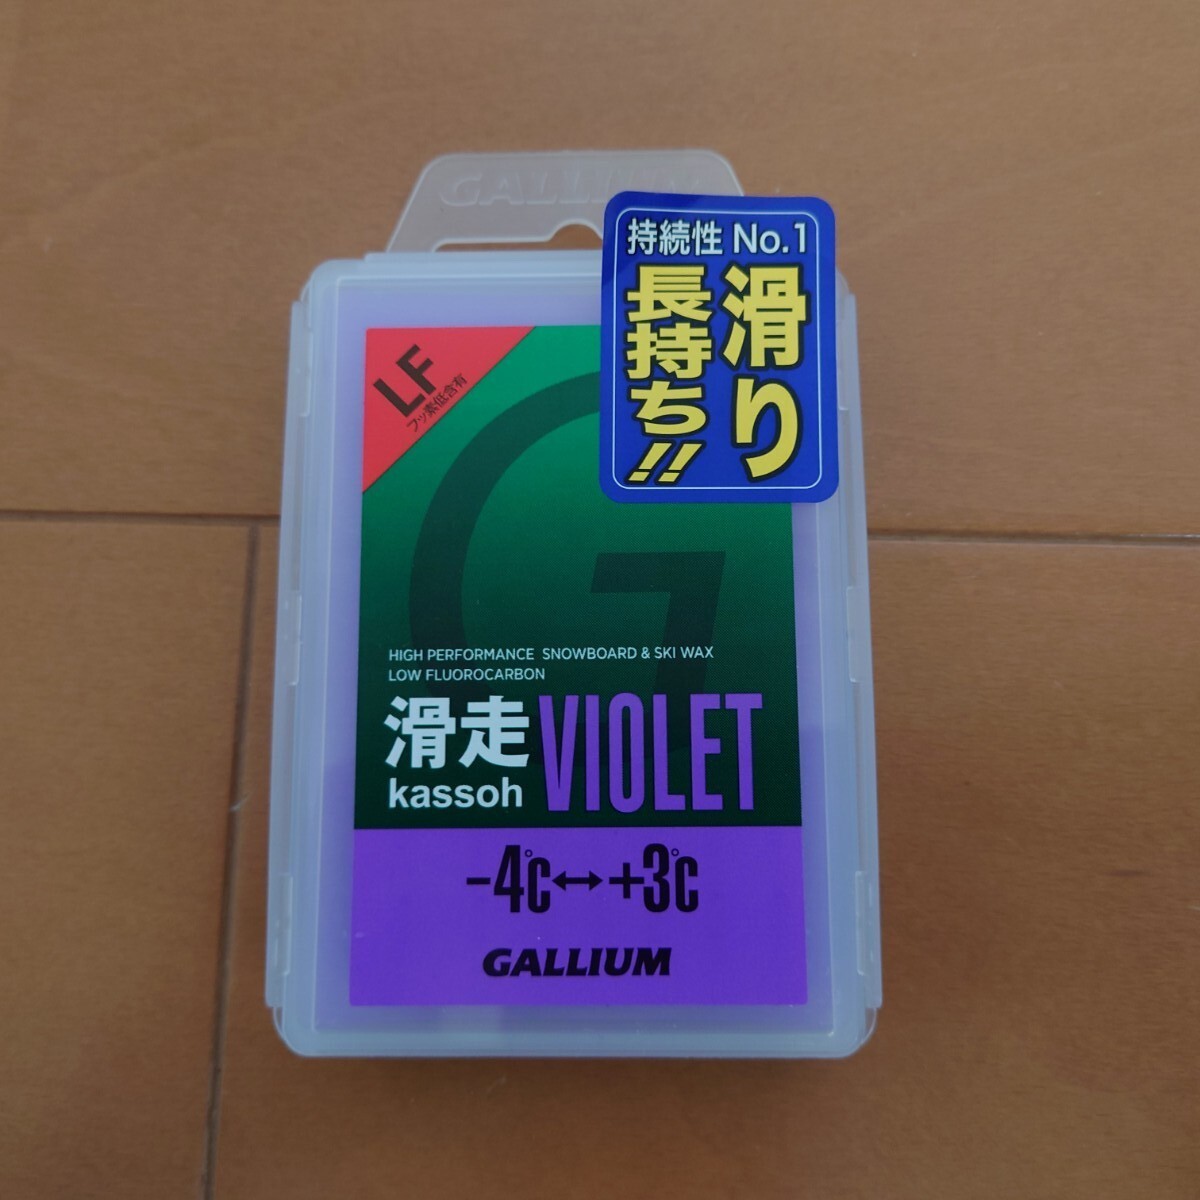 GALLIUM
持続性 No.1
滑り
長持ち!!
LF
フッ素低含有
G
HIGH PERFORMANCE SNOWBOARD & SKI WAX
LOW FLUOROCARBON
滑走 VIOLET
kassoh
-4℃↔+3℃
GALLIUM